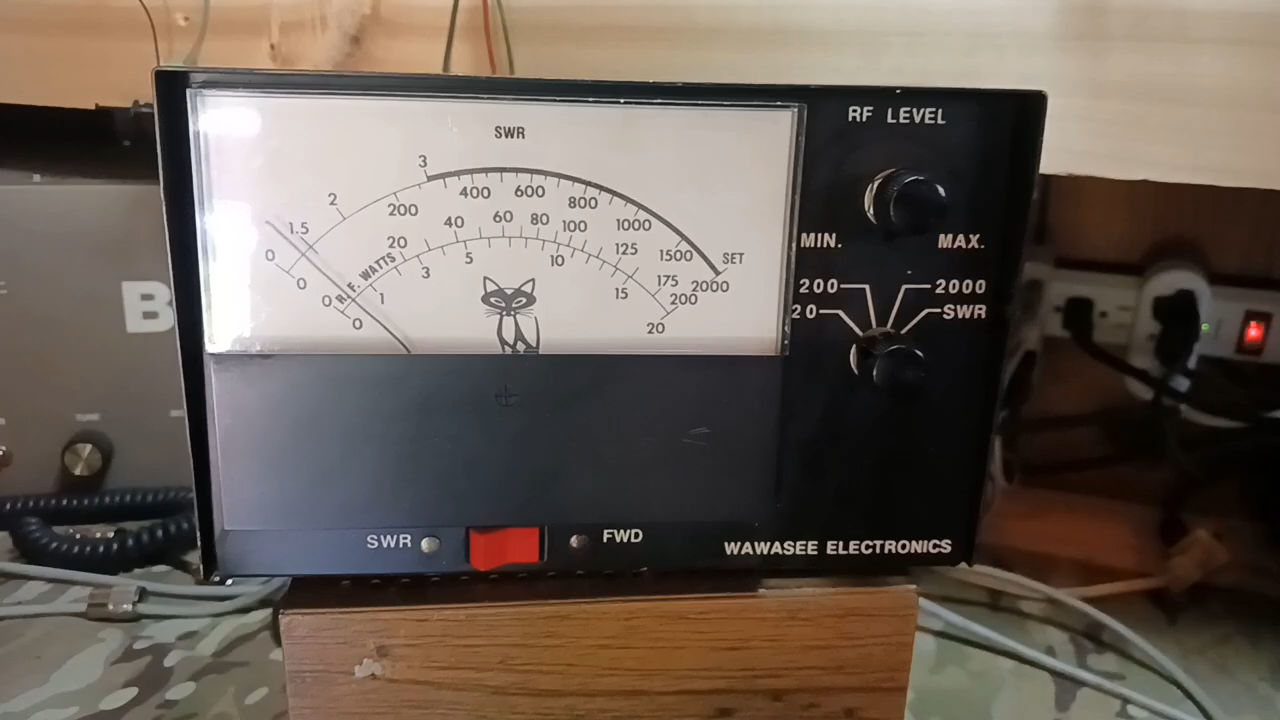 SWR
3 400 600 800 1000 1500 SET
2 200 2000
1.5
0
0
20 40 60 80 100 125 175 200
R.F. WATTS
0 1 3 5 10 15 20
0
RF LEVEL
MIN. MAX.
200 2000
20 SWR
B
SWR FWD
WAWASEE ELECTRONICS